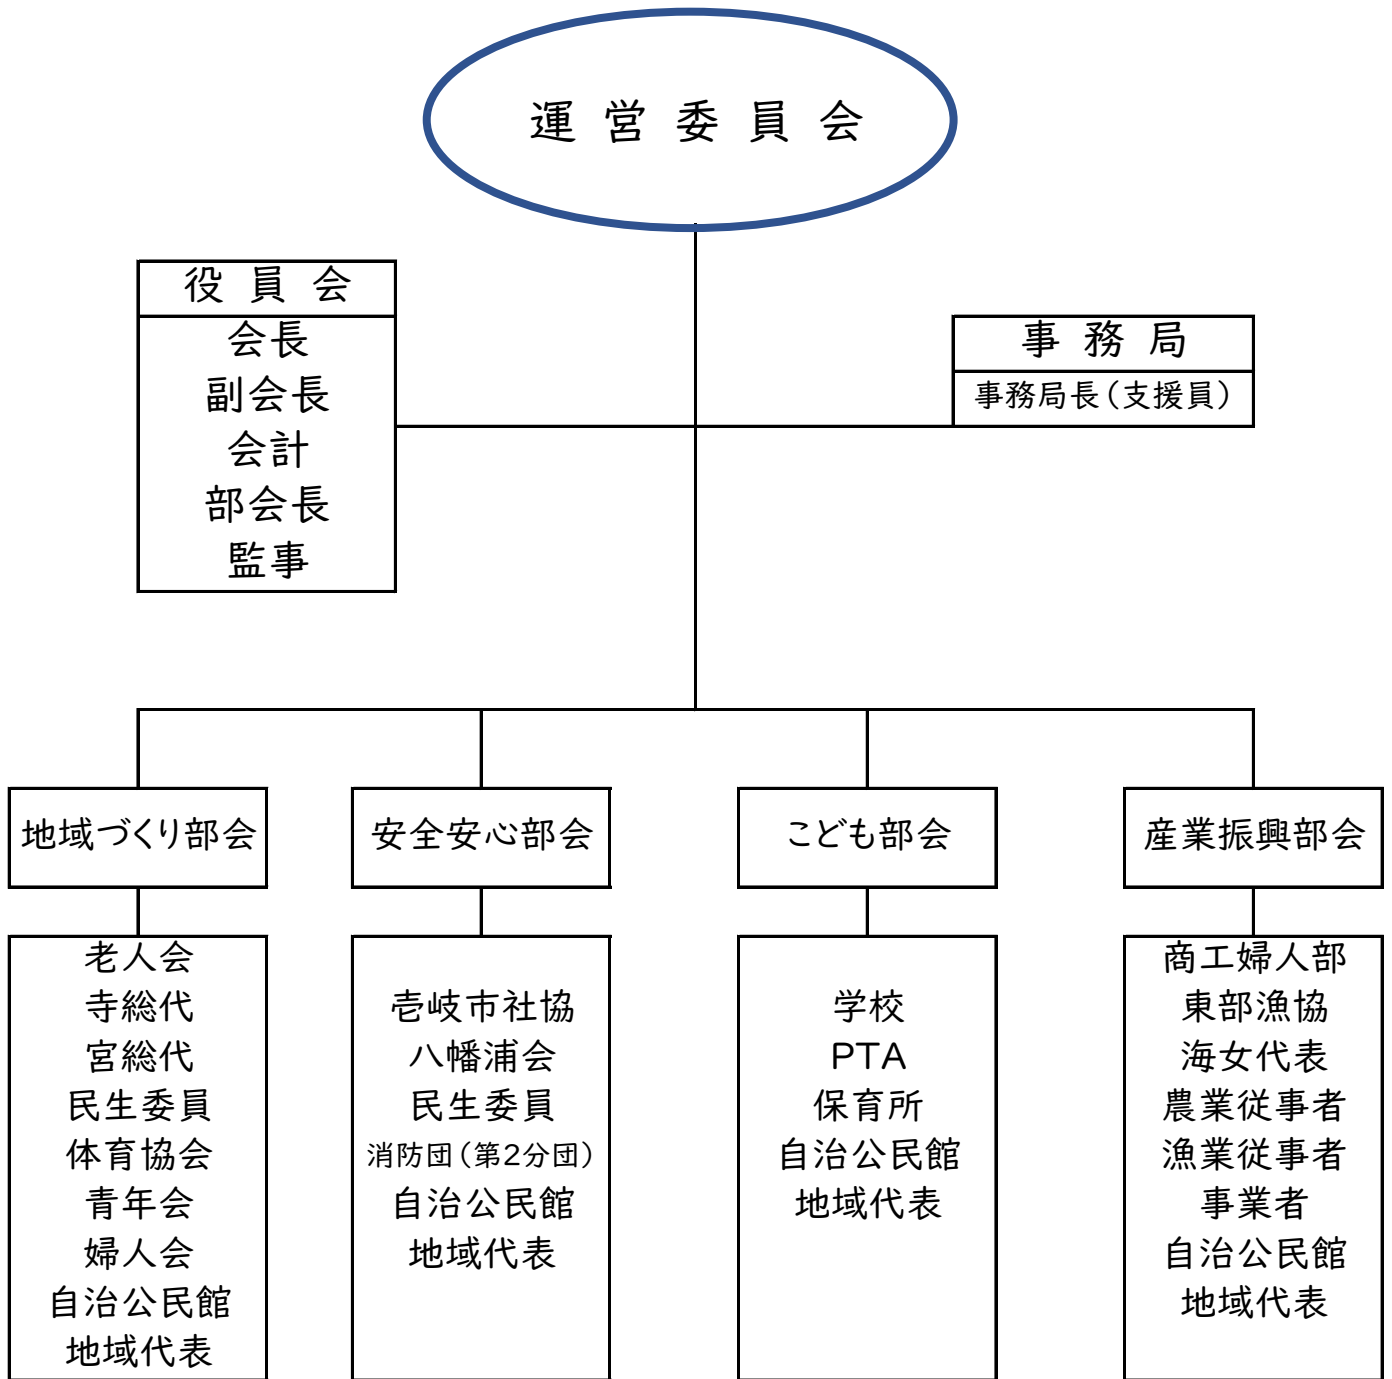 運営委員会
役員会
会長
副会長
会計
部会長
監事
事務局
事務局長（支援員）
地域づくり部会
老人会
寺総代
宮総代
民生委員
体育協会
青年会
婦人会
自治公民館
地域代表
安全安心部会
壱岐市社協
八幡浦会
民生委員
消防団（第2分団）
自治公民館
地域代表
こども部会
学校
PTA
保育所
自治公民館
地域代表
産業振興部会
商工婦人部
東部漁協
海女代表
農業従事者
漁業従事者
事業者
自治公民館
地域代表